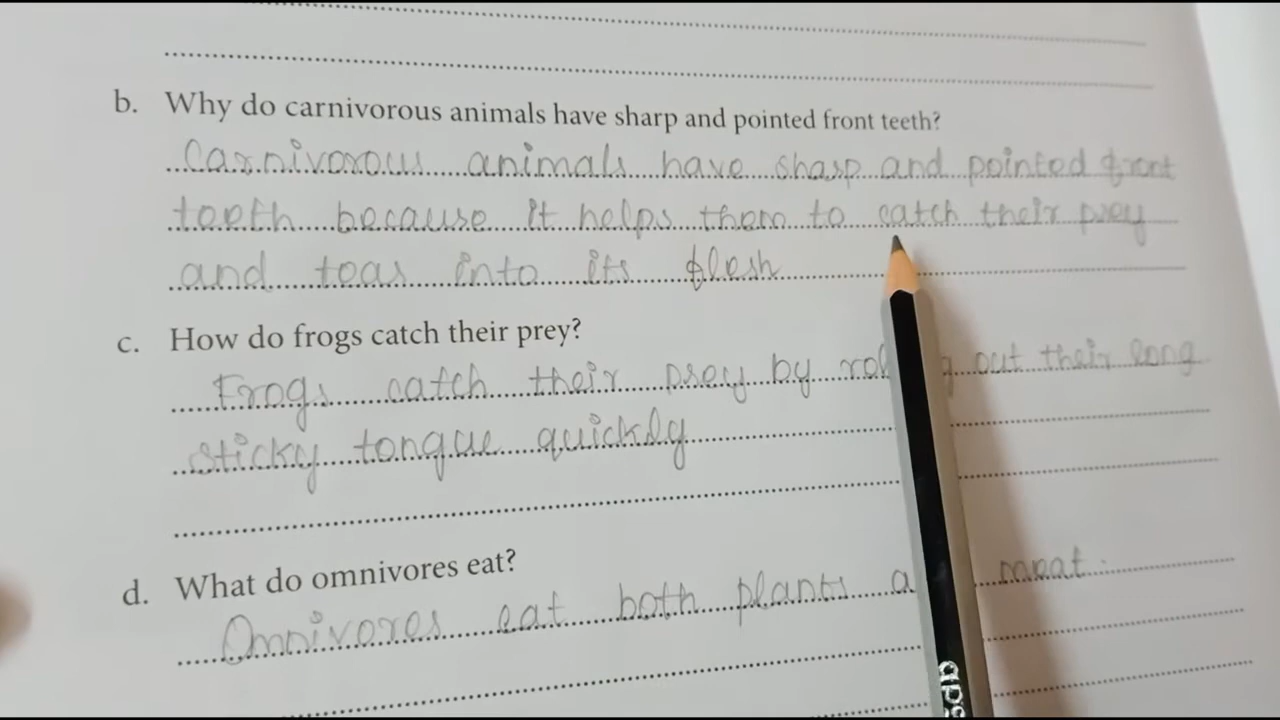 b. Why do carnivorous animals have sharp and pointed front teeth?
Carnivorous animals have sharp and pointed front
teeth because it helps them to catch their prey
and tear into its flesh
c. How do frogs catch their prey?
Frogs catch their prey by out their long
sticky tongue quickly
d. What do omnivores eat?
Omnivores eat both plants meat.
aps